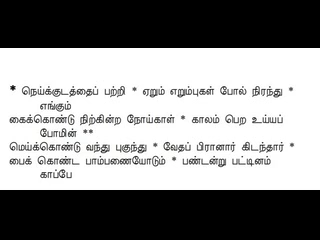 * நெய்க்குடத்தைப் பற்றி * ஏறும் எறும்புகள் போல் நிரந்து *
எங்கும்
கைக்கொண்டு நிற்கின்ற நோய்காள் * காலம் பெற உய்யப்
போமின் **
மெய்க்கொண்டு வந்து புகுந்து * வேதப் பிரானார் கிடந்தார் *
பைக் கொண்ட பாம்பணையோடும் * பண்டன்று பட்டினம்
காப்பே